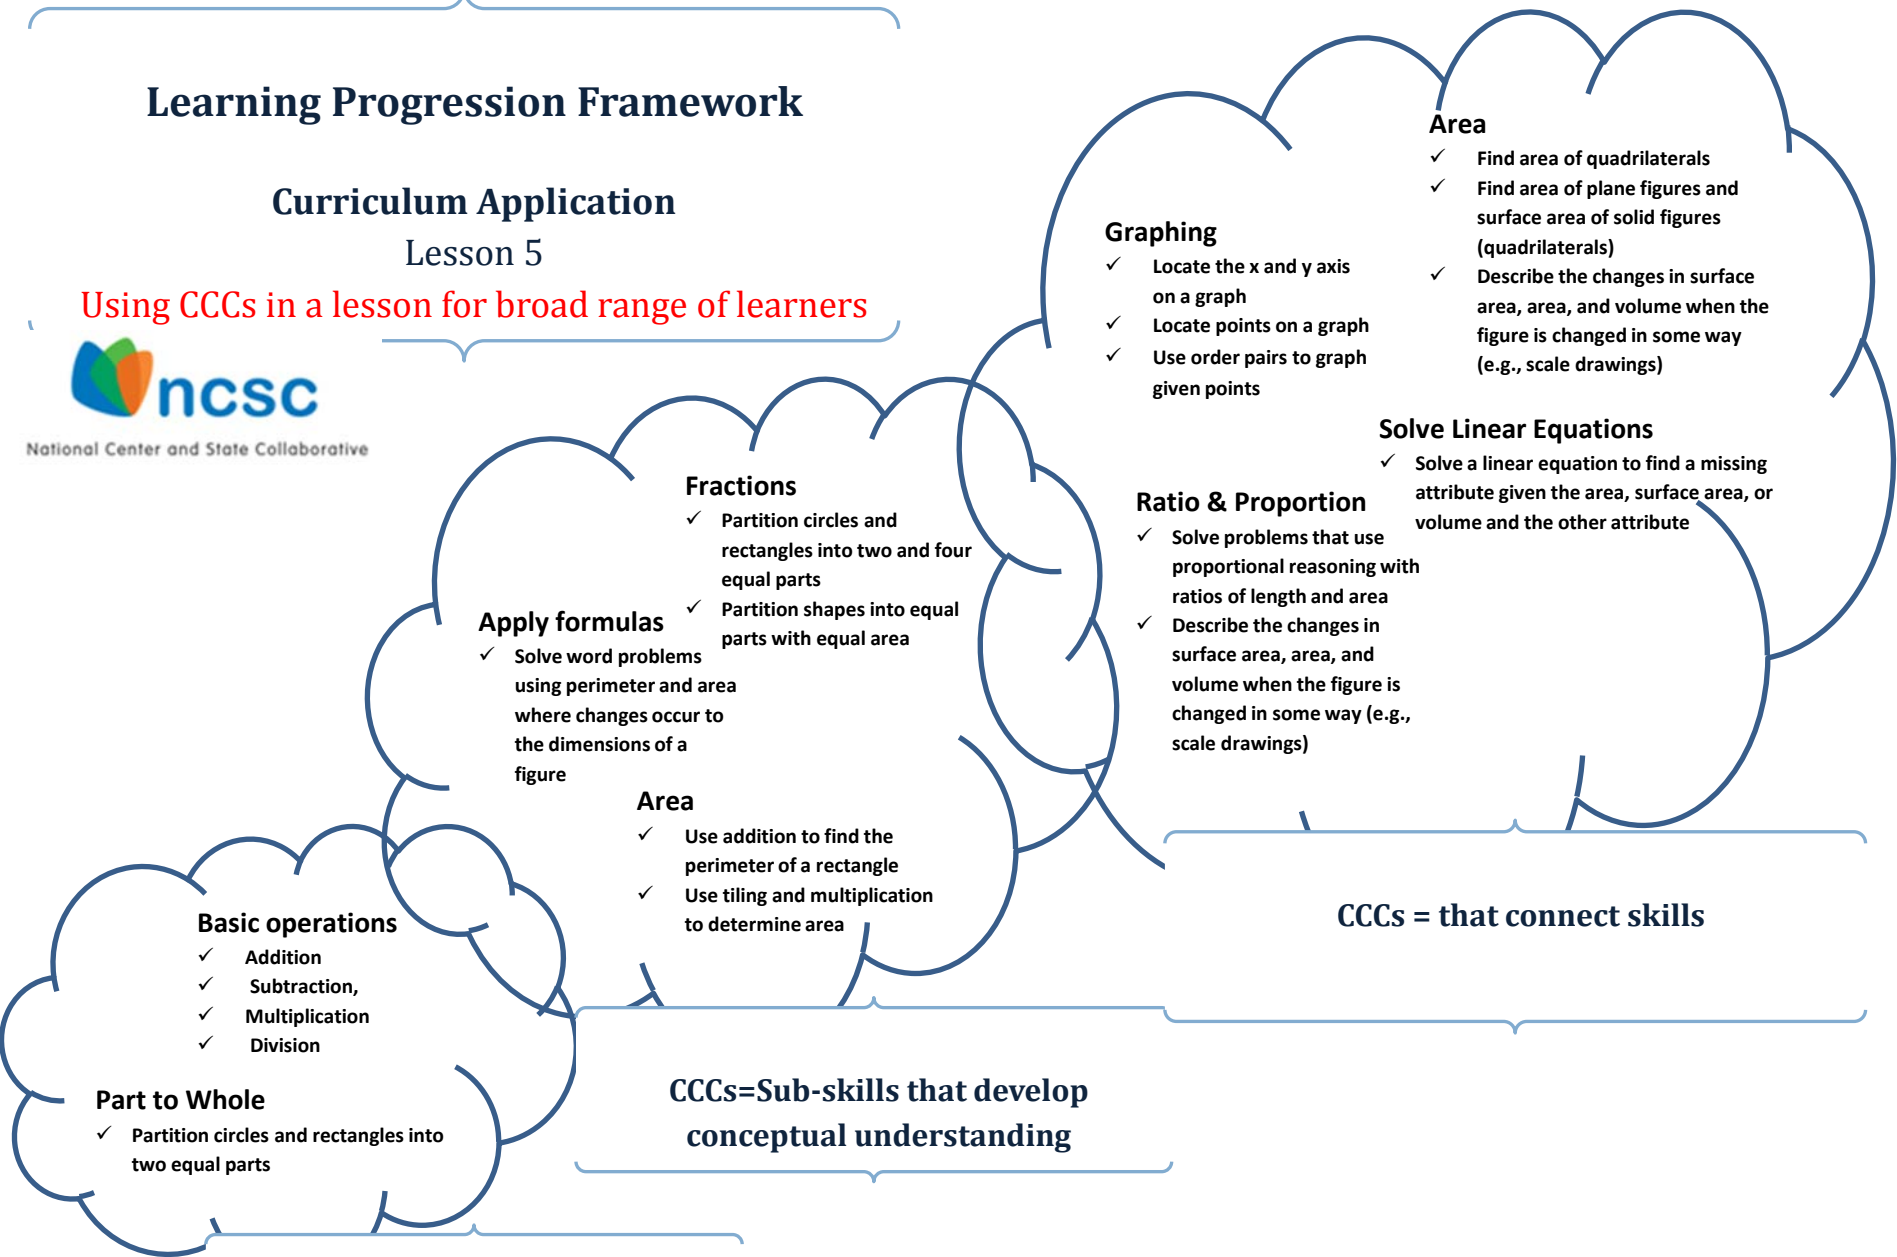 Learning Progression Framework
Curriculum Application
Lesson 5
Using CCCs in a lesson for broad range of learners
ncsc
National Center and State Collaborative
Area
✓ Find area of quadrilaterals
✓ Find area of plane figures and
surface area of solid figures
(quadrilaterals)
✓ Describe the changes in surface
area, area, and volume when the
figure is changed in some way
(e.g., scale drawings)
Graphing
✓ Locate the x and y axis
on a graph
✓ Locate points on a graph
✓ Use order pairs to graph
given points
Solve Linear Equations
✓ Solve a linear equation to find a missing
attribute given the area, surface area, or
volume and the other attribute
Ratio & Proportion
✓ Solve problems that use
proportional reasoning with
ratios of length and area
✓ Describe the changes in
surface area, area, and
volume when the figure is
changed in some way (e.g.,
scale drawings)
Fractions
✓ Partition circles and
rectangles into two and four
equal parts
✓ Partition shapes into equal
parts with equal area
Apply formulas
✓ Solve word problems
using perimeter and area
where changes occur to
the dimensions of a
figure
Area
✓ Use addition to find the
perimeter of a rectangle
✓ Use tiling and multiplication
to determine area
CCCs = that connect skills
Basic operations
✓ Addition
✓ Subtraction,
✓ Multiplication
✓ Division
Part to Whole
✓ Partition circles and rectangles into
two equal parts
CCCs=Sub-skills that develop
conceptual understanding